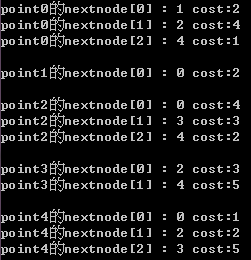 point0的nextnode[0] : 1 cost:2
point0的nextnode[1] : 2 cost:4
point0的nextnode[2] : 4 cost:1
point1的nextnode[0] : 0 cost:2
point2的nextnode[0] : 0 cost:4
point2的nextnode[1] : 3 cost:3
point2的nextnode[2] : 4 cost:2
point3的nextnode[0] : 2 cost:3
point3的nextnode[1] : 4 cost:5
point4的nextnode[0] : 0 cost:1
point4的nextnode[1] : 2 cost:2
point4的nextnode[2] : 3 cost:5